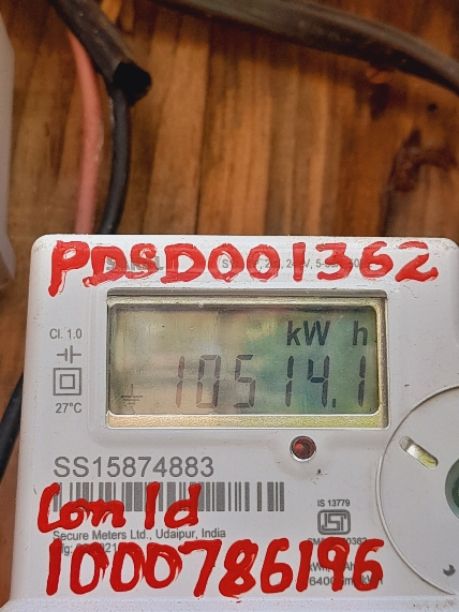 PDSD001362
kW h
Cl. 1.0
10514.1
27°C
SS15874883
Con Id
IS 13779
Secure Meters Ltd., Udaipur, India
1000786196